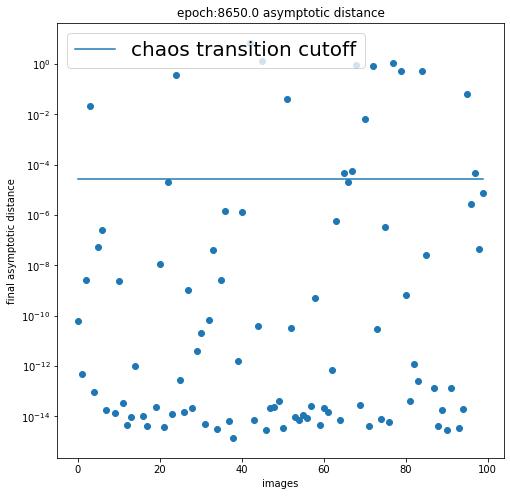 epoch:8650.0 asymptotic distance
chaos transition cutoff
final asymptotic distance
10⁰
10⁻²
10⁻⁴
10⁻⁶
10⁻⁸
10⁻¹⁰
10⁻¹²
10⁻¹⁴
0 20 40 60 80 100
images